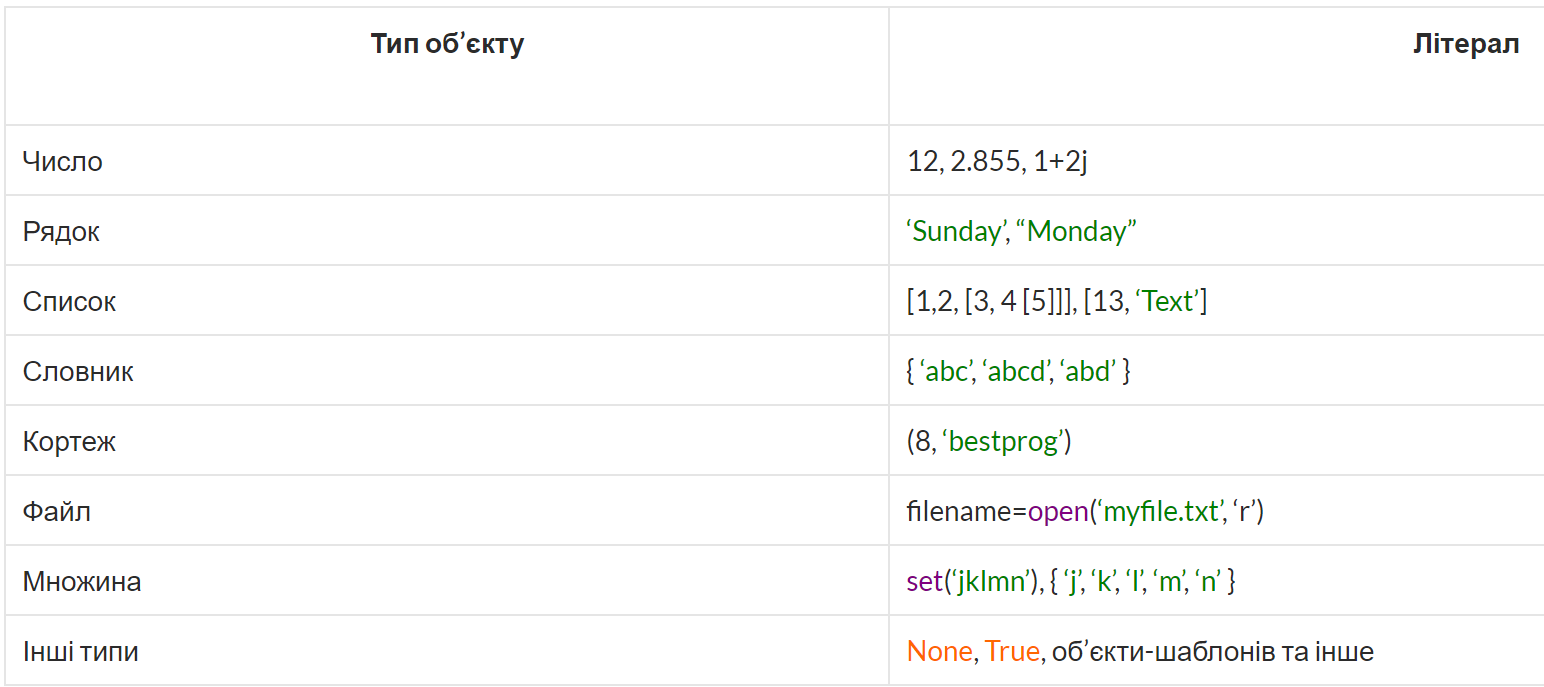 Тип об’єкту Літерал
Число 12, 2.855, 1+2j
Рядок ‘Sunday’, “Monday”
Список [1,2, [3, 4 [5]]], [13, ‘Text’]
Словник { ‘abc’, ‘abcd’, ‘abd’ }
Кортеж (8, ‘bestprog’)
Файл filename=open(‘myfile.txt’, ‘r’)
Множина set(‘jklmn’), { ‘j’, ‘k’, ‘l’, ‘m’, ‘n’ }
Інші типи None, True, об’єкти-шаблонів та інше